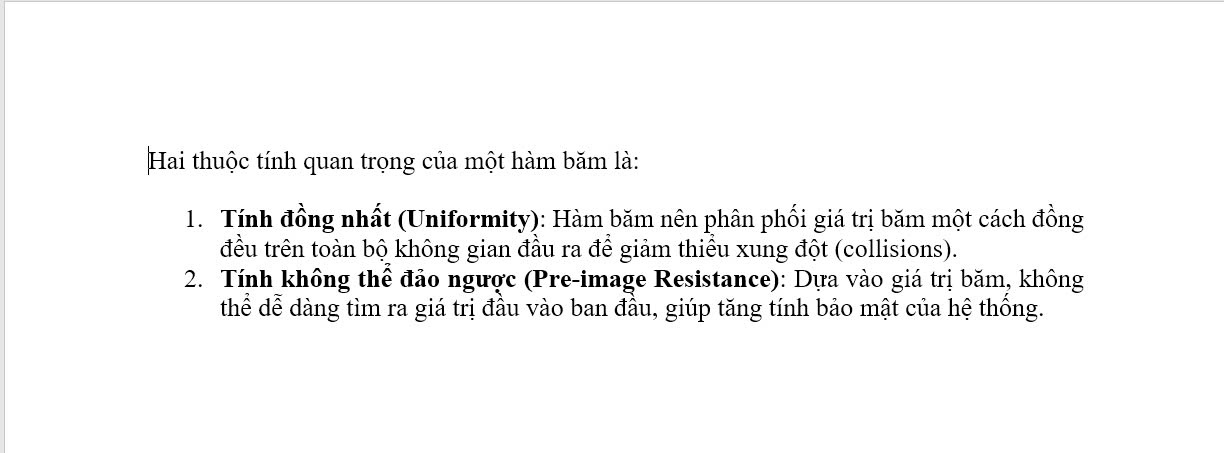 Hai thuộc tính quan trọng của một hàm băm là:
1. Tính đồng nhất (Uniformity): Hàm băm nên phân phối giá trị băm một cách đồng
đều trên toàn bộ không gian đầu ra để giảm thiểu xung đột (collisions).
2. Tính không thể đảo ngược (Pre-image Resistance): Dựa vào giá trị băm, không
thể dễ dàng tìm ra giá trị đầu vào ban đầu, giúp tăng tính bảo mật của hệ thống.